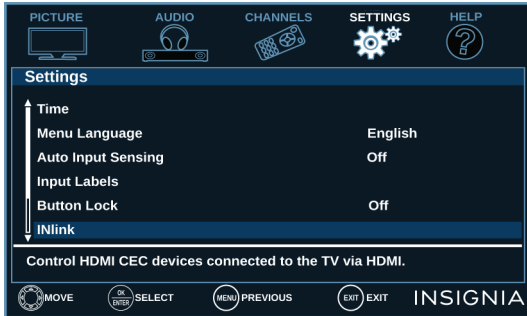 PICTURE AUDIO CHANNELS SETTINGS HELP
Settings
Time
Menu Language English
Auto Input Sensing Off
Input Labels
Button Lock Off
INlink
Control HDMI CEC devices connected to the TV via HDMI.
MOVE OK ENTER SELECT MENU PREVIOUS EXIT EXIT INSIGNIA